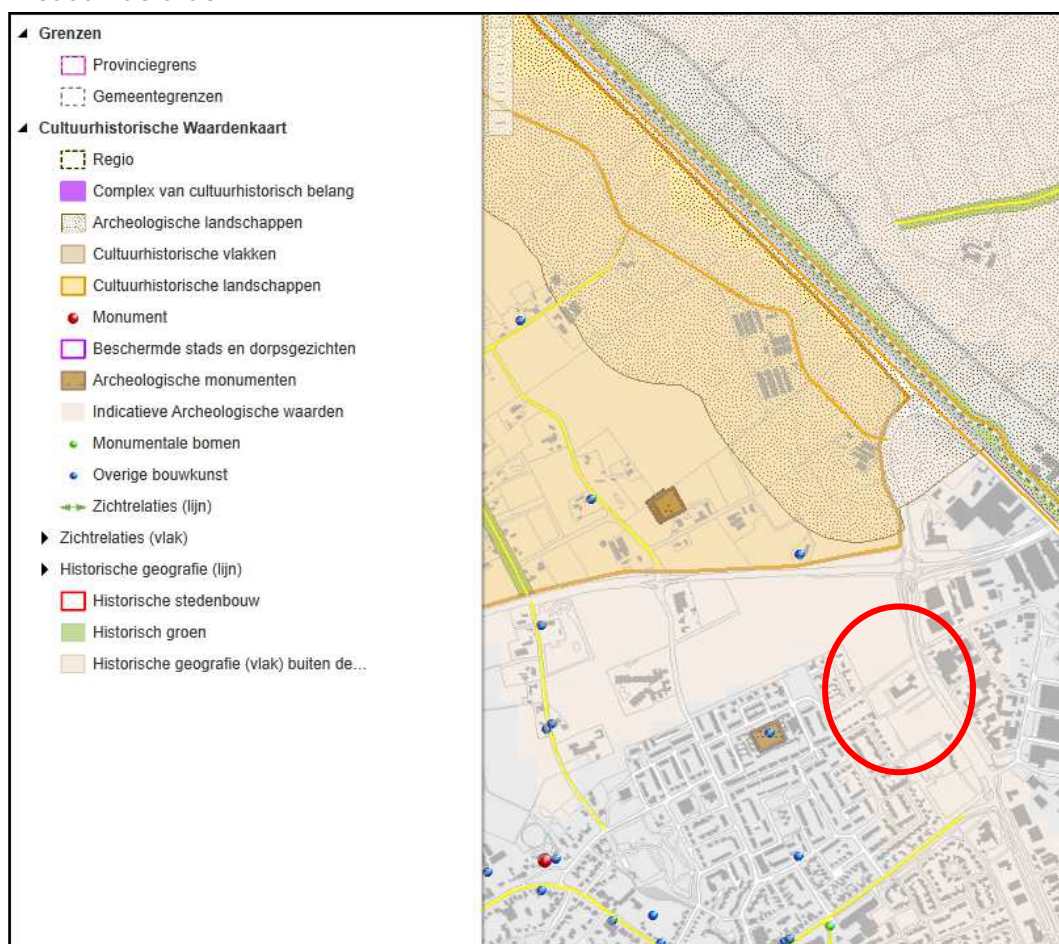 Grenzen
Provinciegrens
Gemeentegrenzen
Cultuurhistorische Waardenkaart
Regio
Complex van cultuurhistorisch belang
Archeologische landschappen
Cultuurhistorische vlakken
Cultuurhistorische landschappen
Monument
Beschermde stads en dorpsgezichten
Archeologische monumenten
Indicatieve Archeologische waarden
Monumentale bomen
Overige bouwkunst
Zichtrelaties (lijn)
Zichtrelaties (vlak)
Historische geografie (lijn)
Historische stedenbouw
Historisch groen
Historische geografie (vlak) buiten de...